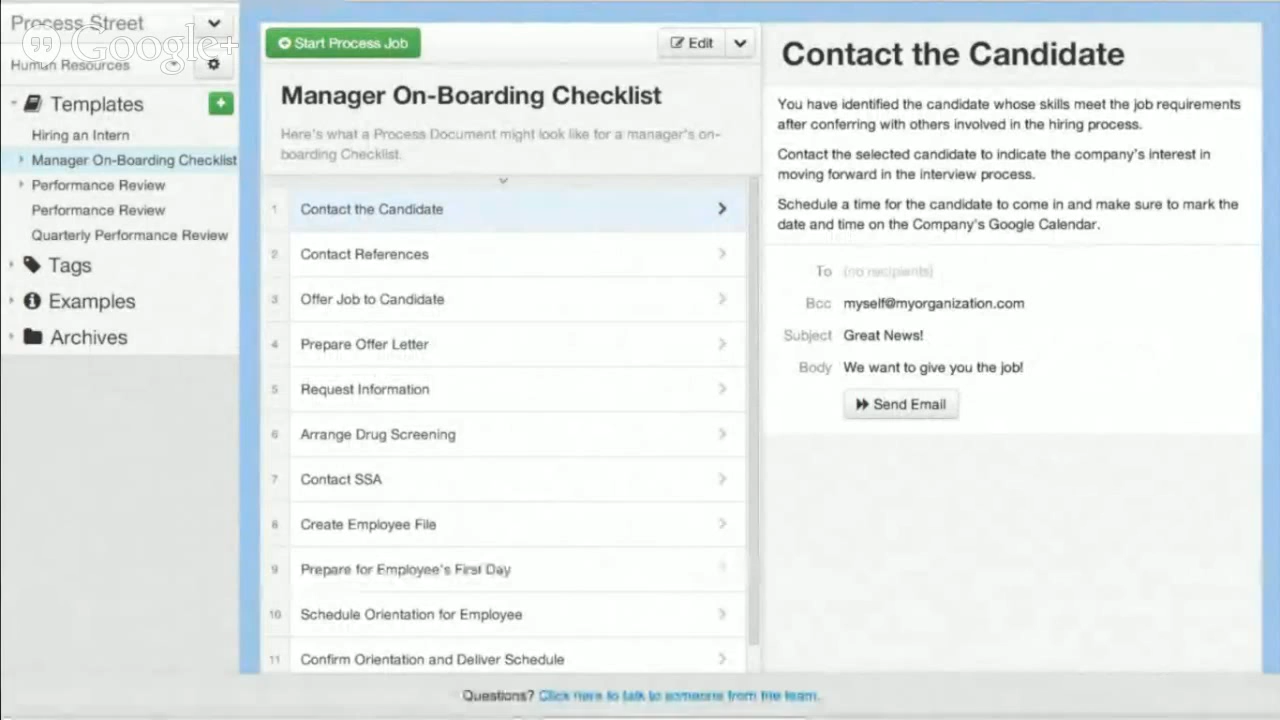 Process Street
Google+
Human Resources
Templates
Hiring an Intern
Manager On-Boarding Checklist
Performance Review
Performance Review
Quarterly Performance Review
Tags
Examples
Archives
Start Process Job
Edit
Manager On-Boarding Checklist
Here's what a Process Document might look like for a manager's on-
boarding Checklist.
1 Contact the Candidate
2 Contact References
3 Offer Job to Candidate
4 Prepare Offer Letter
5 Request Information
6 Arrange Drug Screening
7 Contact SSA
8 Create Employee File
9 Prepare for Employee's First Day
10 Schedule Orientation for Employee
11 Confirm Orientation and Deliver Schedule
Contact the Candidate
You have identified the candidate whose skills meet the job requirements
after conferring with others involved in the hiring process.
Contact the selected candidate to indicate the company's interest in
moving forward in the interview process.
Schedule a time for the candidate to come in and make sure to mark the
date and time on the Company's Google Calendar.
To (no recipients)
Bcc myself@myorganization.com
Subject Great News!
Body We want to give you the job!
Send Email
Questions? Click here to talk to someone from the team.